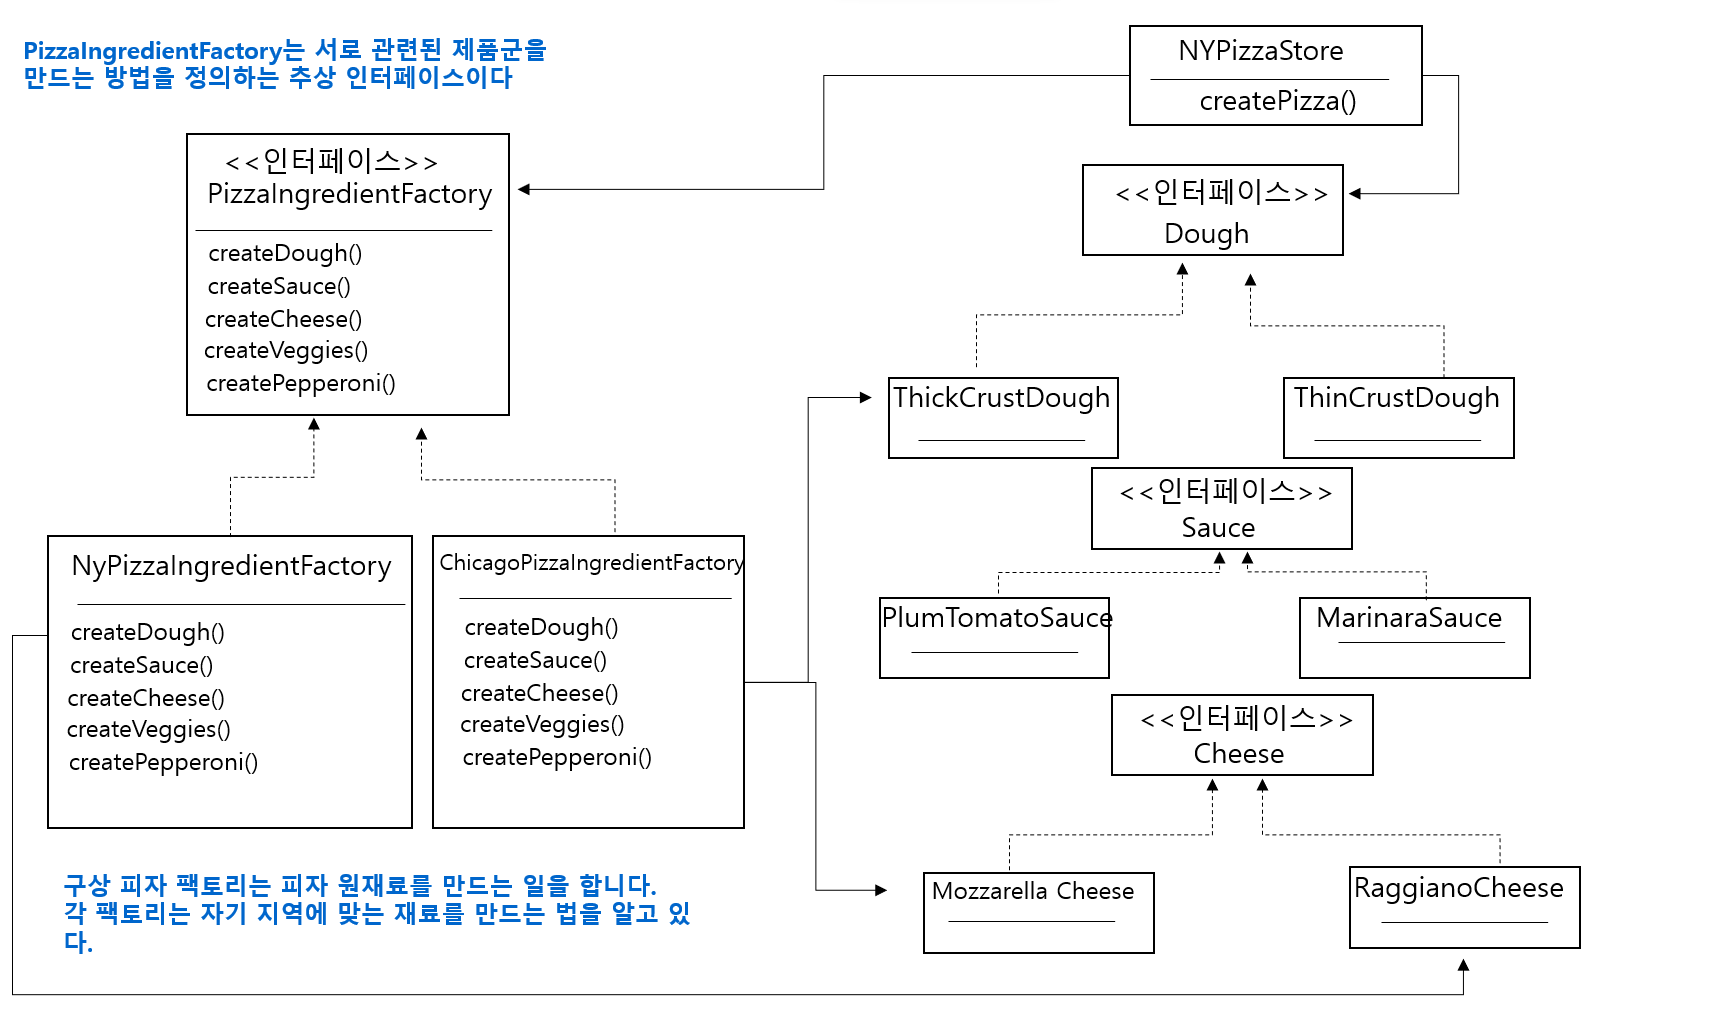 PizzaIngredientFactory는 서로 관련된 제품군을
만드는 방법을 정의하는 추상 인터페이스이다
NYPizzaStore
createPizza()
<<인터페이스>>
PizzaIngredientFactory
createDough()
createSauce()
createCheese()
createVeggies()
createPepperoni()
<<인터페이스>>
Dough
ThickCrustDough
ThinCrustDough
<<인터페이스>>
Sauce
PlumTomatoSauce
MarinaraSauce
<<인터페이스>>
Cheese
Mozzarella Cheese
RaggianoCheese
NyPizzaIngredientFactory
createDough()
createSauce()
createCheese()
createVeggies()
createPepperoni()
ChicagoPizzaIngredientFactory
createDough()
createSauce()
createCheese()
createVeggies()
createPepperoni()
구상 피자 팩토리는 피자 원재료를 만드는 일을 합니다.
각 팩토리는 자기 지역에 맞는 재료를 만드는 법을 알고 있
다.